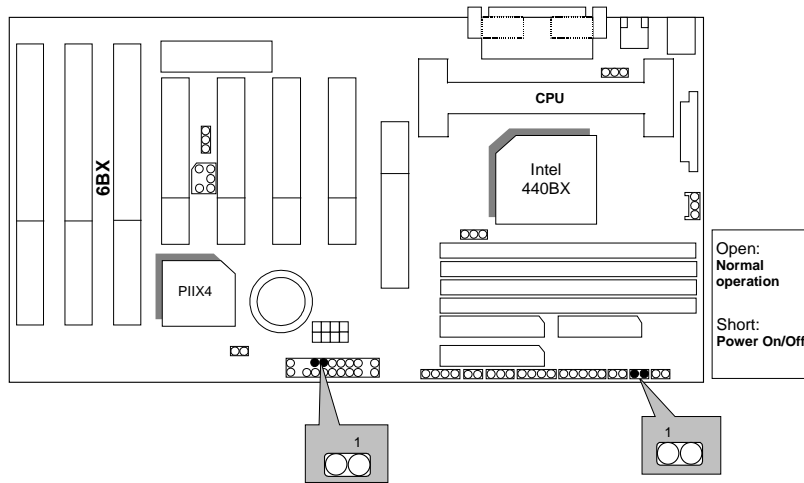 CPU
6BX
Intel
440BX
PIIX4
Open:
Normal
operation
Short:
Power On/Off
1
1